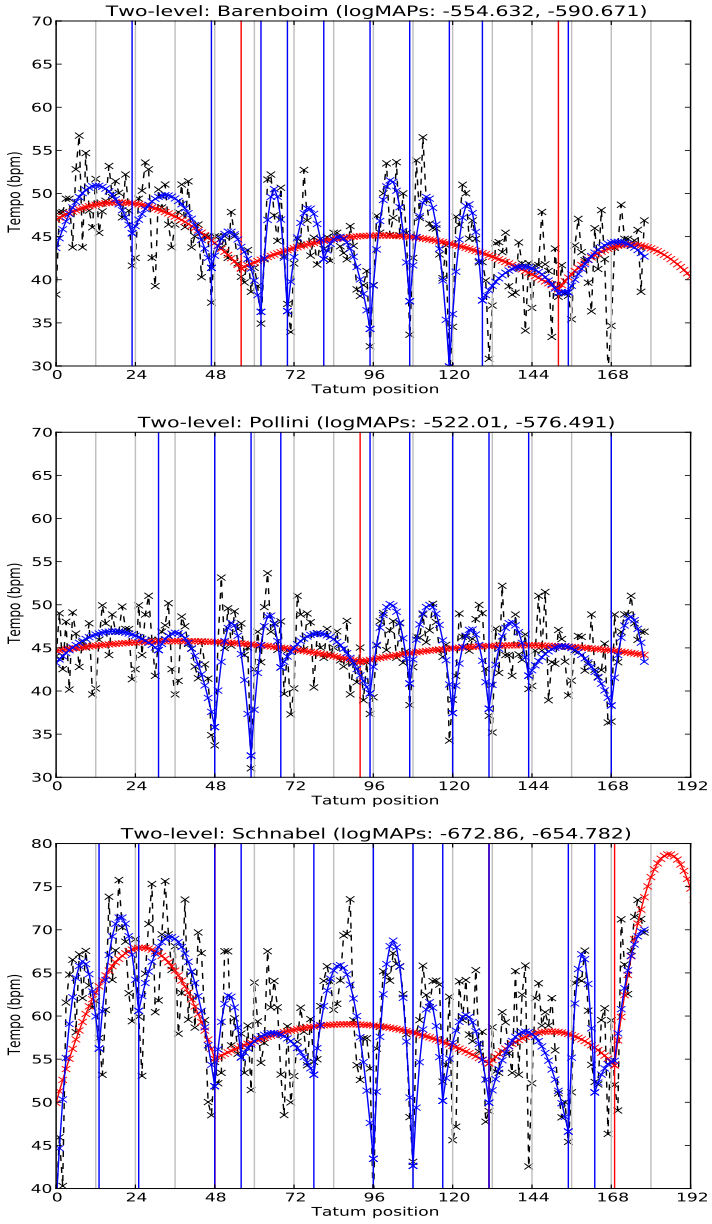 Two-level: Barenboim (logMAPs: -554.632, -590.671)
70
65
60
55
50
45
40
35
30
Tempo (bpm)
0 24 48 72 96 120 144 168
Tatum position
Two-level: Pollini (logMAPs: -522.01, -576.491)
70
65
60
55
50
45
40
35
30
Tempo (bpm)
0 24 48 72 96 120 144 168 192
Tatum position
Two-level: Schnabel (logMAPs: -672.86, -654.782)
80
75
70
65
60
55
50
45
40
Tempo (bpm)
0 24 48 72 96 120 144 168 192
Tatum position